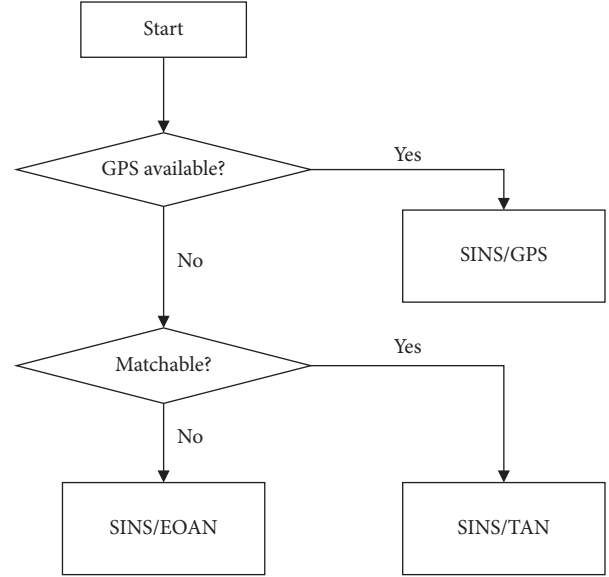 Start
GPS available?
Yes
SINS/GPS
No
Matchable?
Yes
No
SINS/EOAN
SINS/TAN